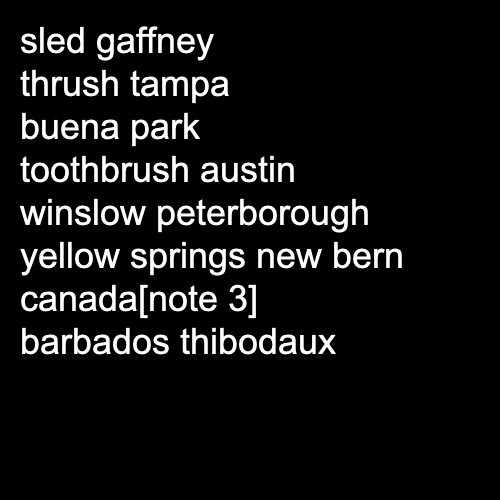 sled gaffney
thrush tampa
buena park
toothbrush austin
winslow peterborough
yellow springs new bern
canada[note 3]
barbados thibodaux